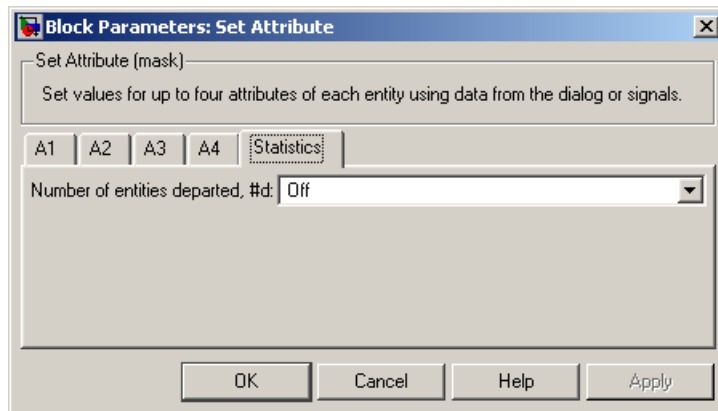 Block Parameters: Set Attribute
Set Attribute (mask)
Set values for up to four attributes of each entity using data from the dialog or signals.
A1 A2 A3 A4 Statistics
Number of entities departed, #d: Off
OK Cancel Help Apply